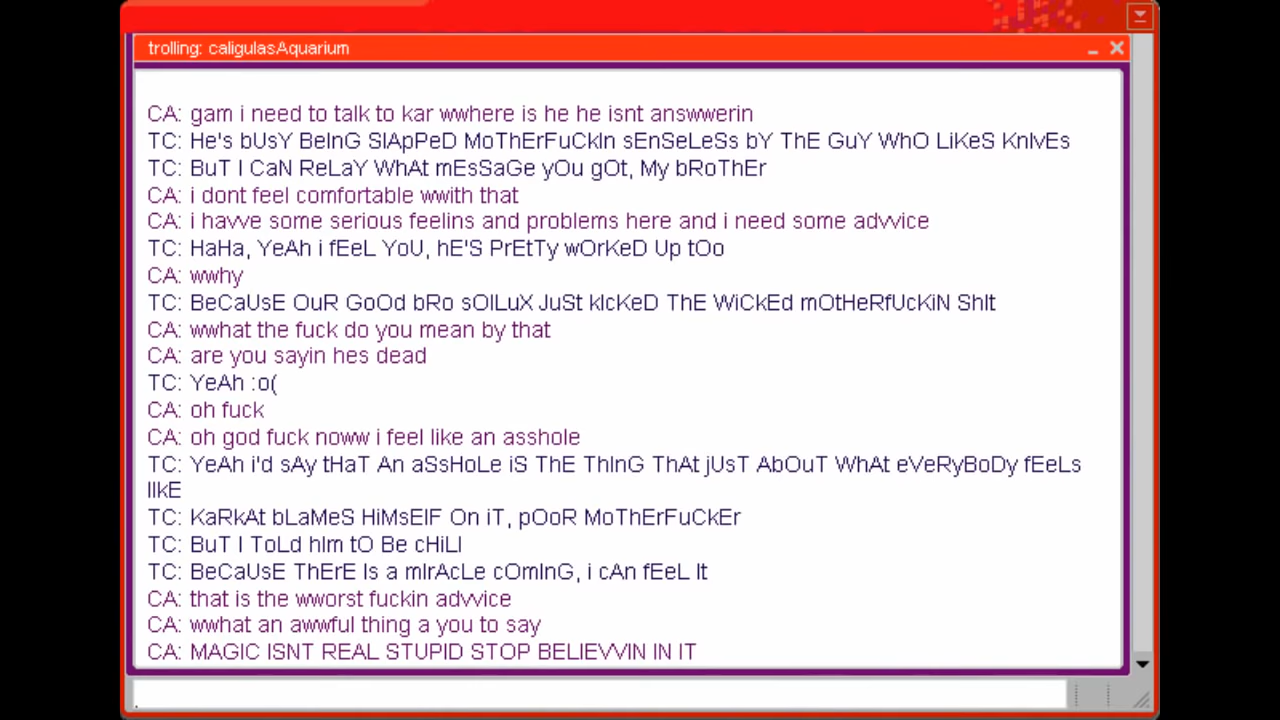 trolling: caligulasAquarium
CA: gam i need to talk to kar wwhere is he he isnt answwerin
TC: He's bUsY BeInG SlApPeD MoThErFuCkIn sEnSeLeSs bY ThE GuY WhO LiKeS KnIvEs
TC: BuT I CaN ReLaY WhAt mEsSaGe yOu gOt, My bRoThEr
CA: i dont feel comfortable wwith that
CA: i havve some serious feelins and problems here and i need some advvice
TC: HaHa, YeAh i fEeL YoU, hE'S PrEtTy wOrKeD Up tOo
CA: wwhy
TC: BeCaUsE OuR GoOd bRo sOlLuX JuSt kIcKeD ThE WiCkEd mOtHeRfUcKiN ShIt
CA: wwhat the fuck do you mean by that
CA: are you sayin hes dead
TC: YeAh :o(
CA: oh fuck
CA: oh god fuck noww i feel like an asshole
TC: YeAh i'd sAy tHaT An aSsHoLe iS ThE ThInG ThAt jUsT AbOuT WhAt eVeRyBoDy fEeLs
lIkE
TC: KaRkAt bLaMeS HiMsElF On iT, pOoR MoThErFuCkEr
TC: BuT I ToLd hIm tO Be cHiLl
TC: BeCaUsE ThErE Is a mIrAcLe cOmInG, i cAn fEeL It
CA: that is the wworst fuckin advvice
CA: wwhat an awwful thing a you to say
CA: MAGIC ISNT REAL STUPID STOP BELIEVVIN IN IT